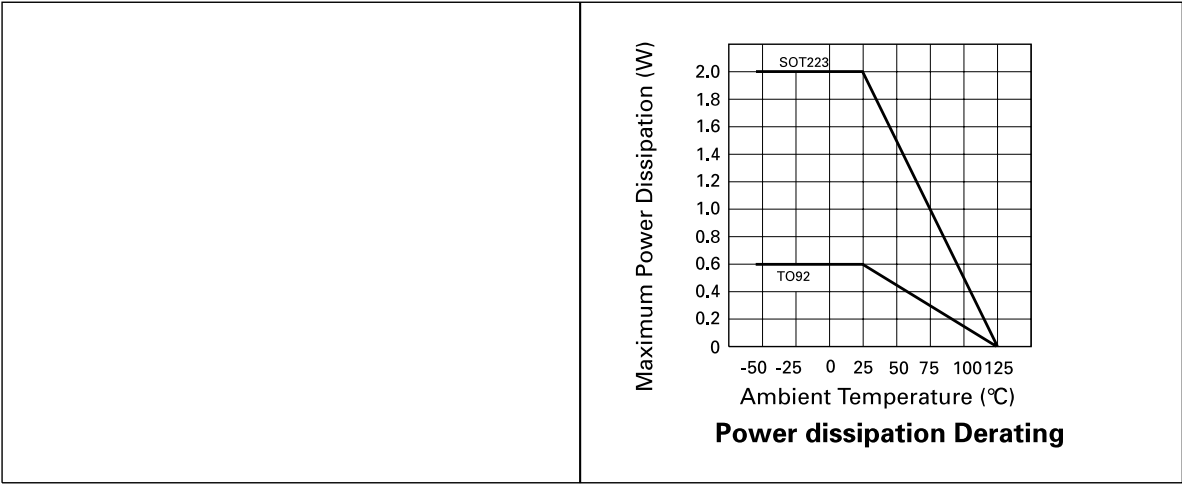 Maximum Power Dissipation (W)
2.0
1.8
1.6
1.4
1.2
1.0
0.8
0.6
0.4
0.2
0
SOT223
TO92
-50 -25 0 25 50 75 100 125
Ambient Temperature (°C)
Power dissipation Derating